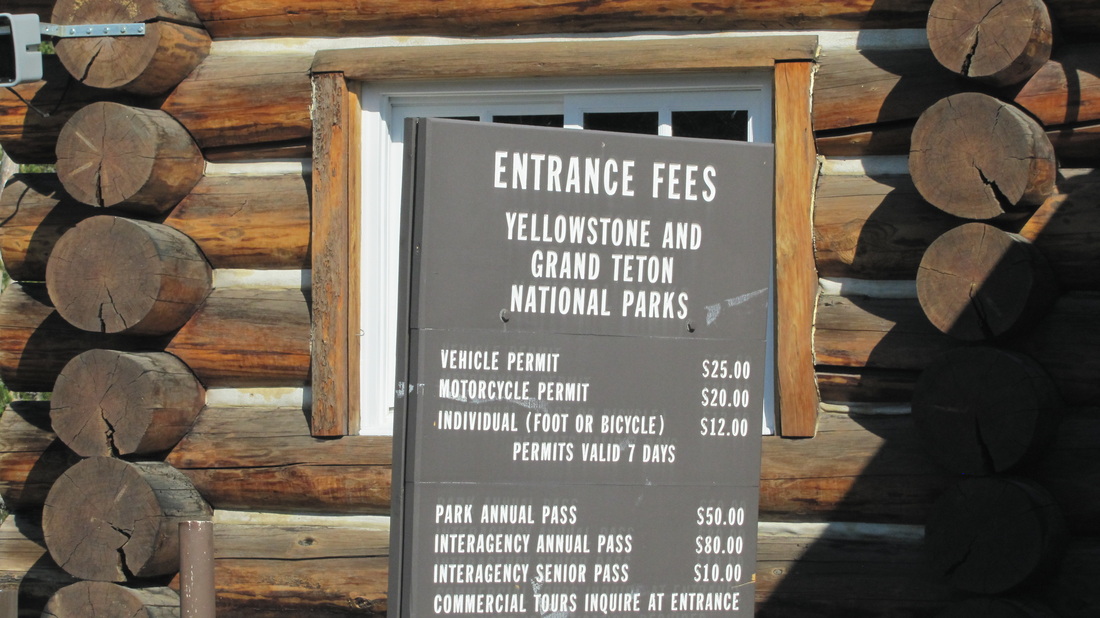 ENTRANCE FEES
YELLOWSTONE AND
GRAND TETON
NATIONAL PARKS
VEHICLE PERMIT $25.00
MOTORCYCLE PERMIT $20.00
INDIVIDUAL (FOOT OR BICYCLE) $12.00
PERMITS VALID 7 DAYS
PARK ANNUAL PASS $50.00
INTERAGENCY ANNUAL PASS $80.00
INTERAGENCY SENIOR PASS $10.00
COMMERCIAL TOURS INQUIRE AT ENTRANCE